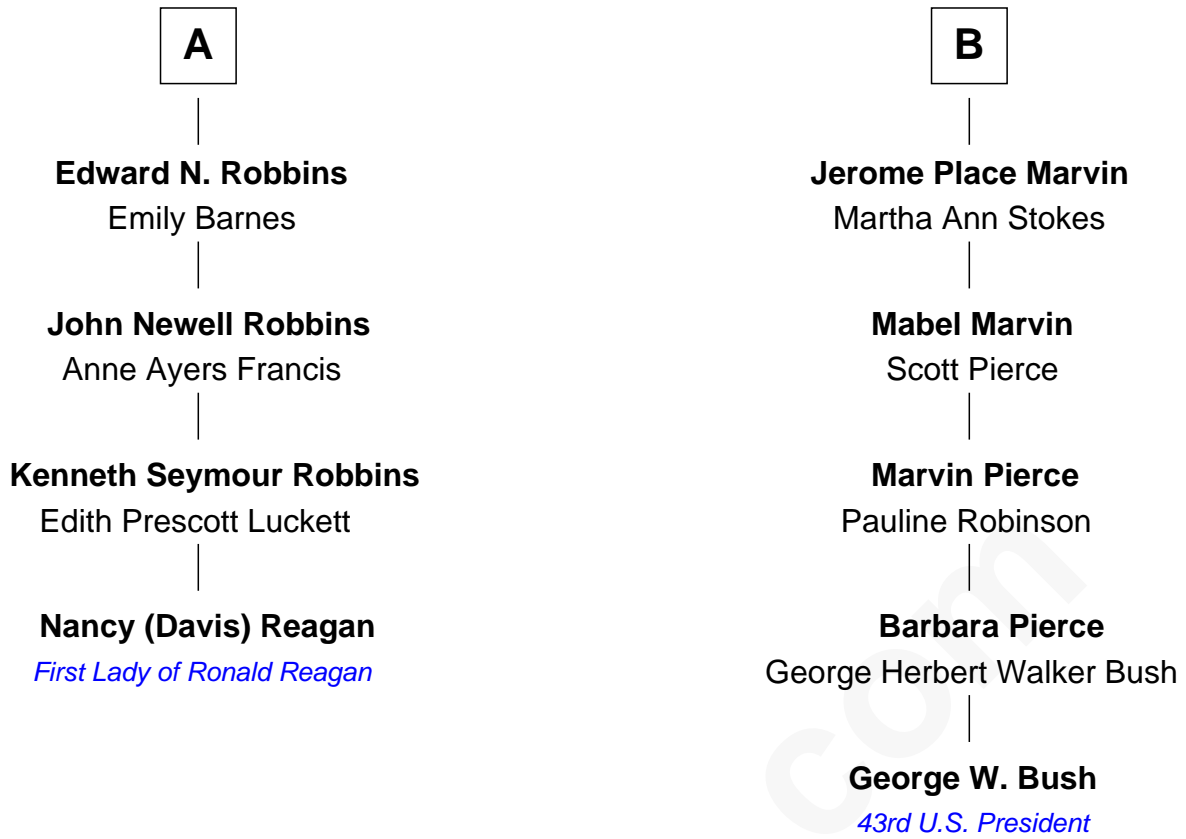 A
Edward N. Robbins
Emily Barnes
John Newell Robbins
Anne Ayers Francis
Kenneth Seymour Robbins
Edith Prescott Luckett
Nancy (Davis) Reagan
First Lady of Ronald Reagan
B
Jerome Place Marvin
Martha Ann Stokes
Mabel Marvin
Scott Pierce
Marvin Pierce
Pauline Robinson
Barbara Pierce
George Herbert Walker Bush
George W. Bush
43rd U.S. President
com